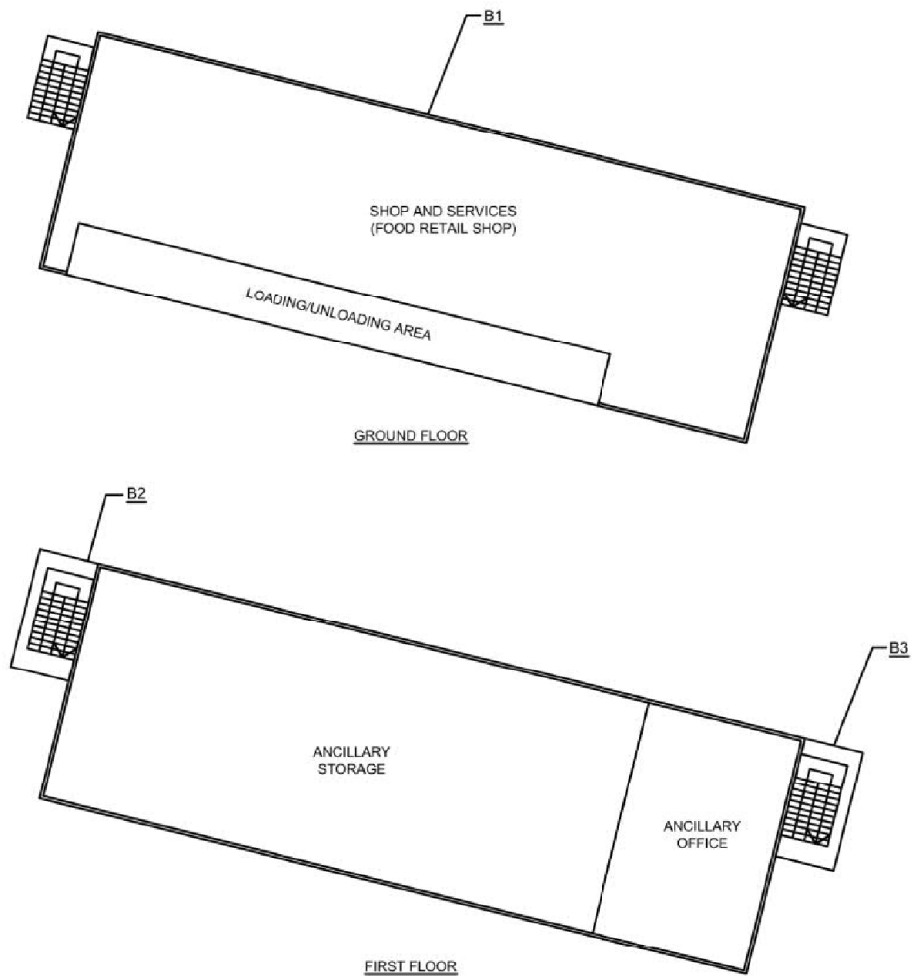 B1
SHOP AND SERVICES
(FOOD RETAIL SHOP)
LOADING/UNLOADING AREA
GROUND FLOOR
B2
B3
ANCILLARY
STORAGE
ANCILLARY
OFFICE
FIRST FLOOR